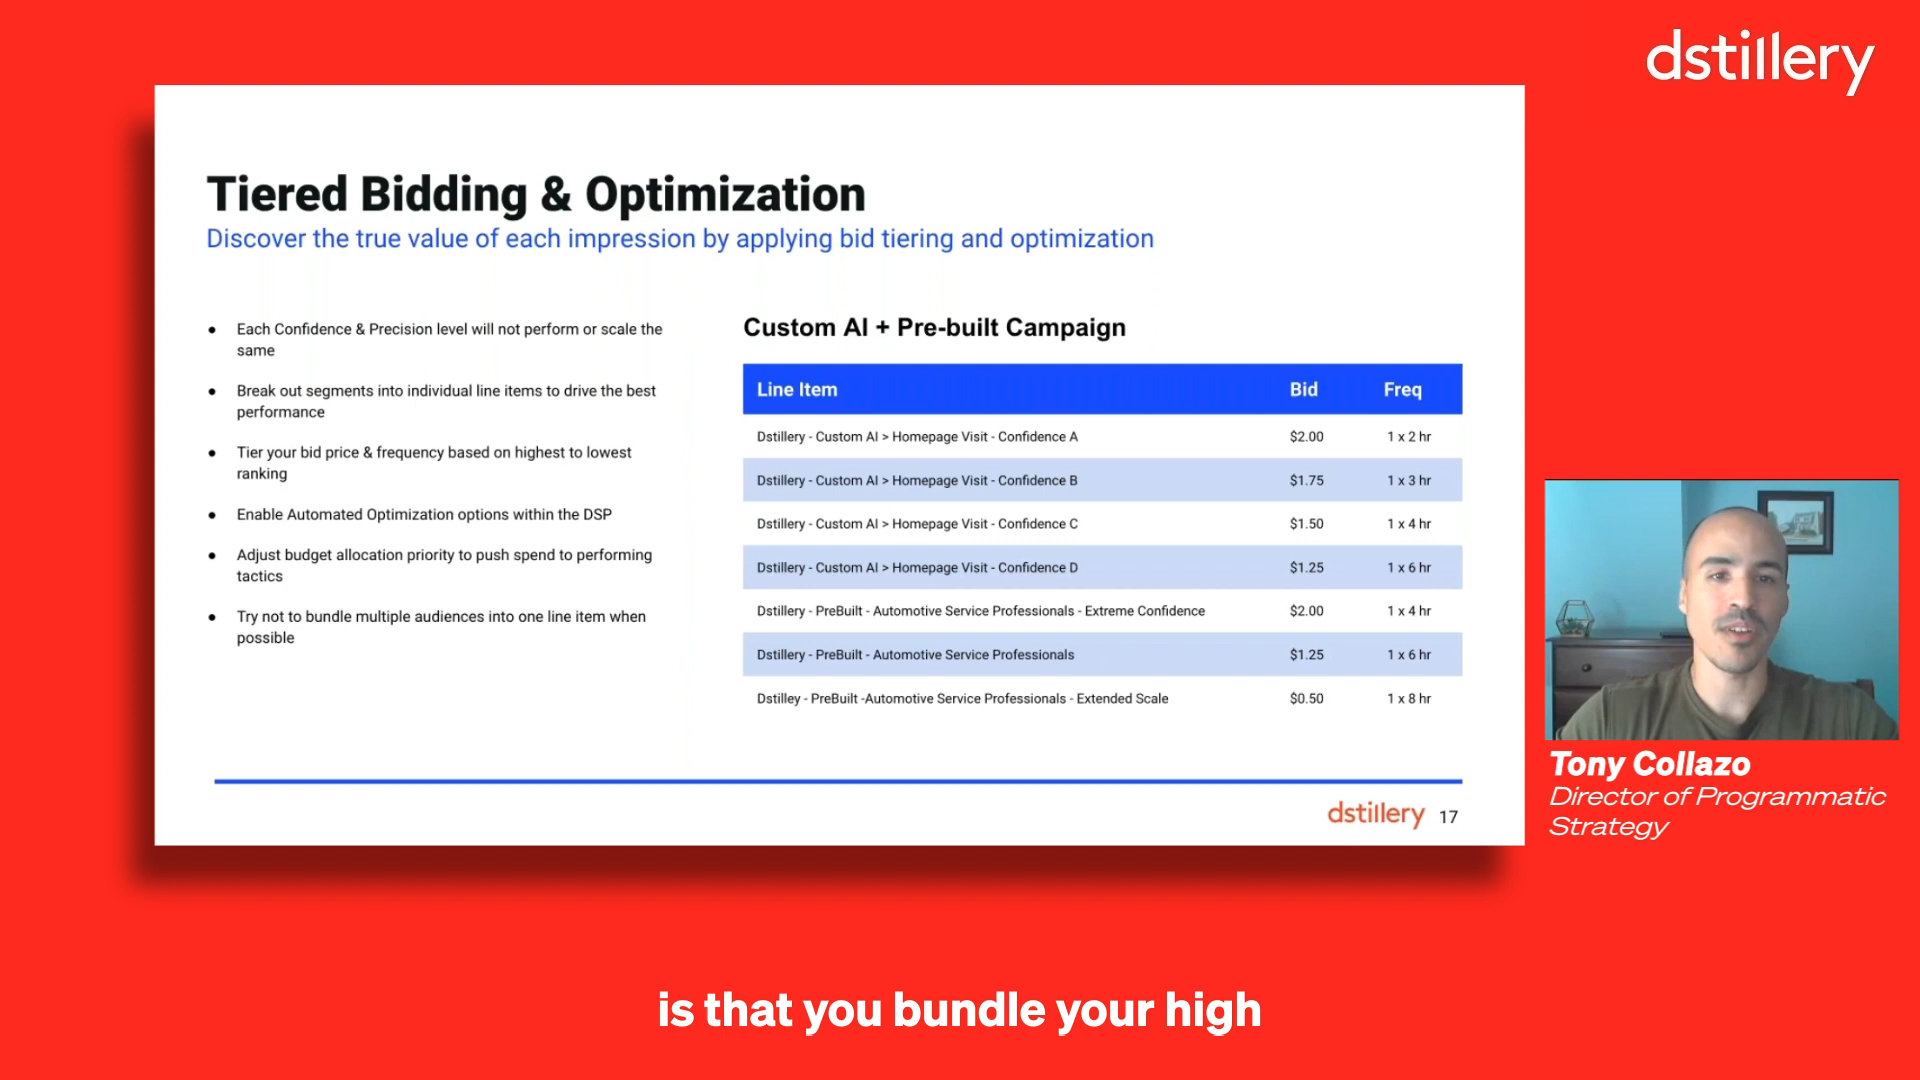 dstillery
Tiered Bidding & Optimization
Discover the true value of each impression by applying bid tiering and optimization
• Each Confidence & Precision level will not perform or scale the
same
• Break out segments into individual line items to drive the best
performance
• Tier your bid price & frequency based on highest to lowest
ranking
• Enable Automated Optimization options within the DSP
• Adjust budget allocation priority to push spend to performing
tactics
• Try not to bundle multiple audiences into one line item when
possible
Custom AI + Pre-built Campaign
Line Item Bid Freq
Dstillery - Custom AI > Homepage Visit - Confidence A $2.00 1 x 2 hr
Dstillery - Custom AI > Homepage Visit - Confidence B $1.75 1 x 3 hr
Dstillery - Custom AI > Homepage Visit - Confidence C $1.50 1 x 4 hr
Dstillery - Custom AI > Homepage Visit - Confidence D $1.25 1 x 6 hr
Dstillery - PreBuilt - Automotive Service Professionals - Extreme Confidence $2.00 1 x 4 hr
Dstillery - PreBuilt - Automotive Service Professionals $1.25 1 x 6 hr
Dstilley - PreBuilt -Automotive Service Professionals - Extended Scale $0.50 1 x 8 hr
dstillery 17
Tony Collazo
Director of Programmatic
Strategy
is that you bundle your high